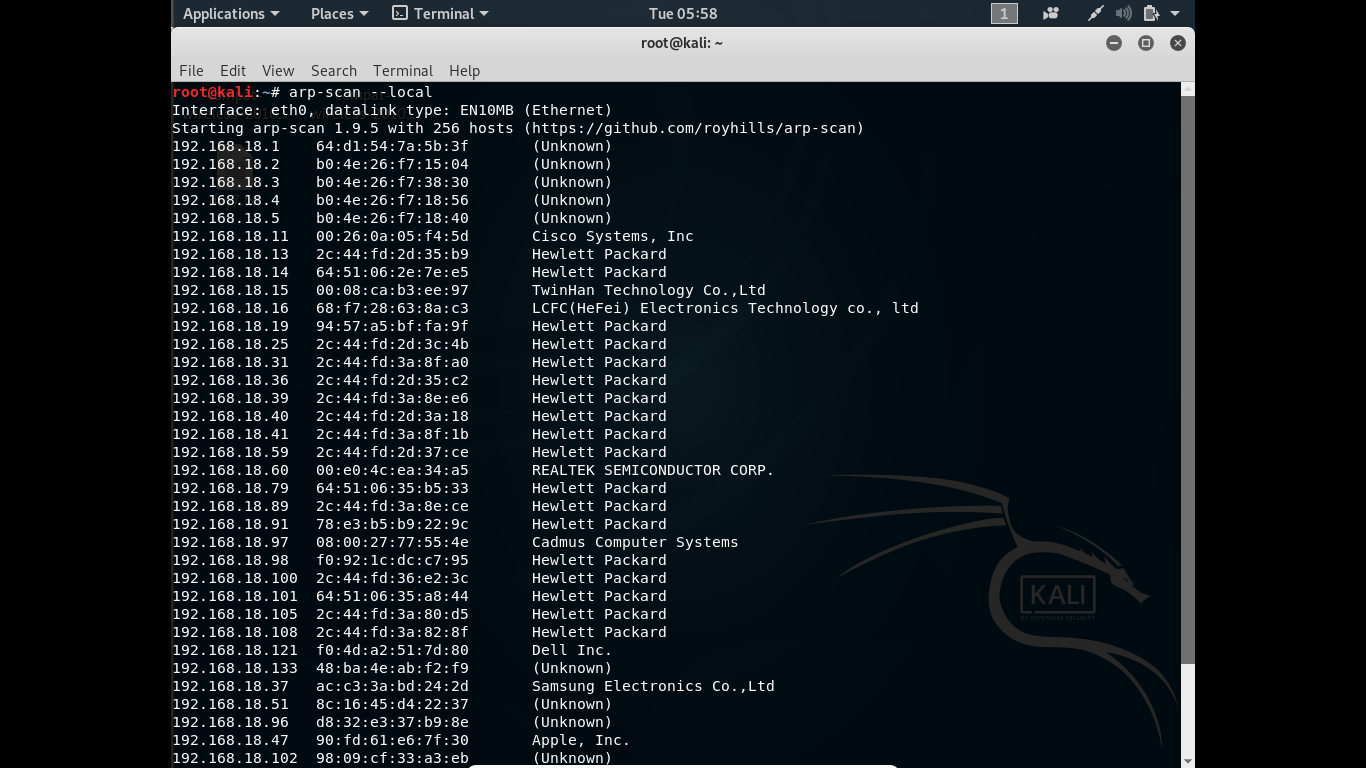 Applications Places Terminal Tue 05:58 1
root@kali: ~
File Edit View Search Terminal Help
root@kali:~# arp-scan --local
Interface: eth0, datalink type: EN10MB (Ethernet)
Starting arp-scan 1.9.5 with 256 hosts (https://github.com/royhills/arp-scan)
192.168.18.1 64:d1:54:7a:5b:3f (Unknown)
192.168.18.2 b0:4e:26:f7:15:04 (Unknown)
192.168.18.3 b0:4e:26:f7:38:30 (Unknown)
192.168.18.4 b0:4e:26:f7:18:56 (Unknown)
192.168.18.5 b0:4e:26:f7:18:40 (Unknown)
192.168.18.11 00:26:0a:05:f4:5d Cisco Systems, Inc
192.168.18.13 2c:44:fd:2d:35:b9 Hewlett Packard
192.168.18.14 64:51:06:2e:7e:e5 Hewlett Packard
192.168.18.15 00:08:ca:b3:ee:97 TwinHan Technology Co.,Ltd
192.168.18.16 68:f7:28:63:8a:c3 LCFC(HeFei) Electronics Technology co., ltd
192.168.18.19 94:57:a5:bf:fa:9f Hewlett Packard
192.168.18.25 2c:44:fd:2d:3c:4b Hewlett Packard
192.168.18.31 2c:44:fd:3a:8f:a0 Hewlett Packard
192.168.18.36 2c:44:fd:2d:35:c2 Hewlett Packard
192.168.18.39 2c:44:fd:3a:8e:e6 Hewlett Packard
192.168.18.40 2c:44:fd:2d:3a:18 Hewlett Packard
192.168.18.41 2c:44:fd:3a:8f:1b Hewlett Packard
192.168.18.59 2c:44:fd:2d:37:ce Hewlett Packard
192.168.18.60 00:e0:4c:ea:34:a5 REALTEK SEMICONDUCTOR CORP.
192.168.18.79 64:51:06:35:b5:33 Hewlett Packard
192.168.18.89 2c:44:fd:3a:8e:ce Hewlett Packard
192.168.18.91 78:e3:b5:b9:22:9c Hewlett Packard
192.168.18.97 08:00:27:77:55:4e Cadmus Computer Systems
192.168.18.98 f0:92:1c:dc:c7:95 Hewlett Packard
192.168.18.100 2c:44:fd:36:e2:3c Hewlett Packard
192.168.18.101 64:51:06:35:a8:44 Hewlett Packard
192.168.18.105 2c:44:fd:3a:80:d5 Hewlett Packard
192.168.18.108 2c:44:fd:3a:82:8f Hewlett Packard
192.168.18.121 f0:4d:a2:51:7d:80 Dell Inc.
192.168.18.133 48:ba:4e:ab:f2:f9 (Unknown)
192.168.18.37 ac:c3:3a:bd:24:2d Samsung Electronics Co.,Ltd
192.168.18.51 8c:16:45:d4:22:37 (Unknown)
192.168.18.96 d8:32:e3:37:b9:8e (Unknown)
192.168.18.47 90:fd:61:e6:7f:30 Apple, Inc.
192.168.18.102 98:09:cf:33:a3:eb (Unknown)
KALI
BY OFFENSIVE SECURITY